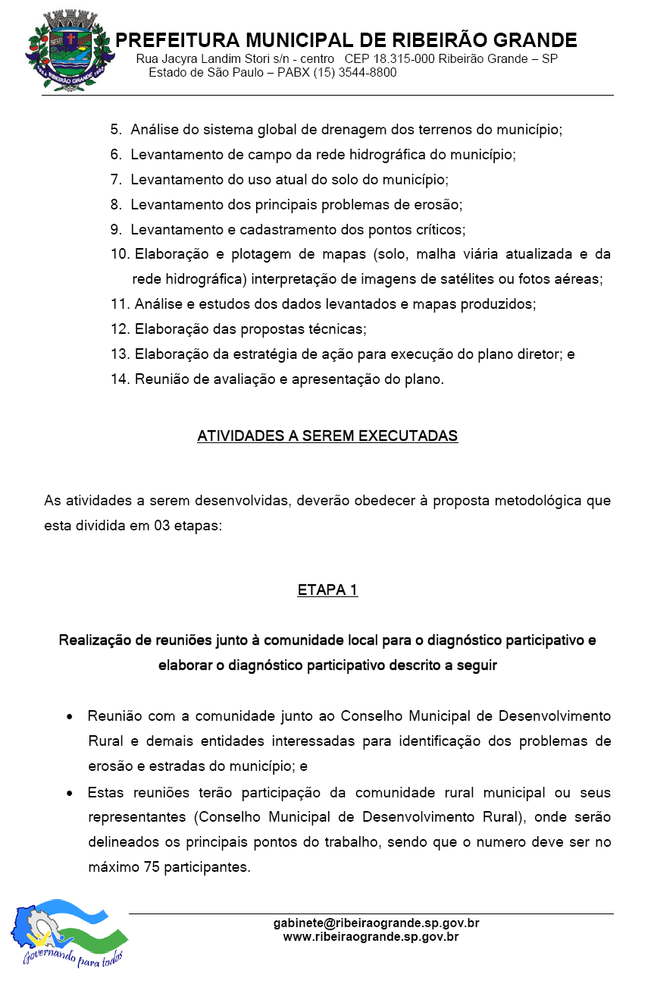 PREFEITURA MUNICIPAL DE RIBEIRÃO GRANDE
Rua Jacyra Landim Stori s/n - centro CEP 18.315-000 Ribeirão Grande – SP
Estado de São Paulo – PABX (15) 3544-8800
RIBEIRÃO GRANDE 1992
5. Análise do sistema global de drenagem dos terrenos do município;
6. Levantamento de campo da rede hidrográfica do município;
7. Levantamento do uso atual do solo do município;
8. Levantamento dos principais problemas de erosão;
9. Levantamento e cadastramento dos pontos críticos;
10. Elaboração e plotagem de mapas (solo, malha viária atualizada e da
rede hidrográfica) interpretação de imagens de satélites ou fotos aéreas;
11. Análise e estudos dos dados levantados e mapas produzidos;
12. Elaboração das propostas técnicas;
13. Elaboração da estratégia de ação para execução do plano diretor; e
14. Reunião de avaliação e apresentação do plano.
ATIVIDADES A SEREM EXECUTADAS
As atividades a serem desenvolvidas, deverão obedecer à proposta metodológica que
esta dividida em 03 etapas:
ETAPA 1
Realização de reuniões junto à comunidade local para o diagnóstico participativo e
elaborar o diagnóstico participativo descrito a seguir
• Reunião com a comunidade junto ao Conselho Municipal de Desenvolvimento
Rural e demais entidades interessadas para identificação dos problemas de
erosão e estradas do município; e
• Estas reuniões terão participação da comunidade rural municipal ou seus
representantes (Conselho Municipal de Desenvolvimento Rural), onde serão
delineados os principais pontos do trabalho, sendo que o numero deve ser no
máximo 75 participantes.
Governando para todos
gabinete@ribeiraogrande.sp.gov.br
www.ribeiraogrande.sp.gov.br